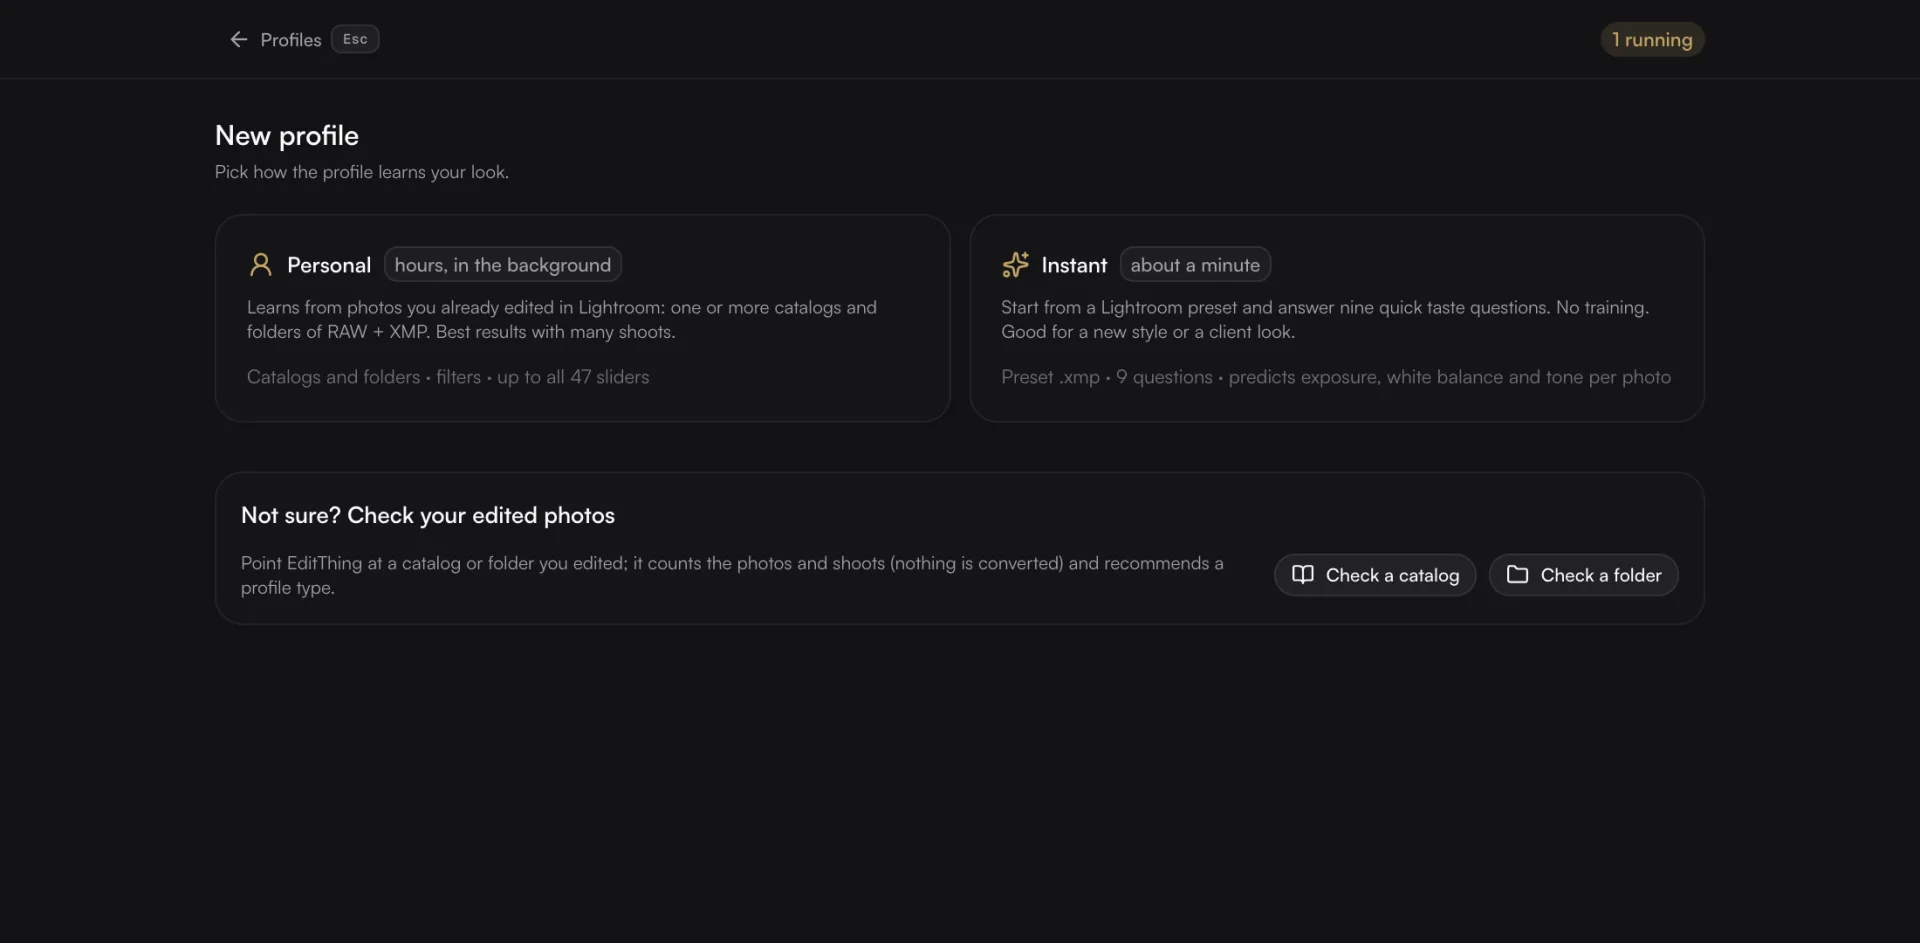 Profiles Esc
1 running
New profile
Pick how the profile learns your look.
Personal hours, in the background
Learns from photos you already edited in Lightroom: one or more catalogs and
folders of RAW + XMP. Best results with many shoots.
Catalogs and folders • filters • up to all 47 sliders
Instant about a minute
Start from a Lightroom preset and answer nine quick taste questions. No training.
Good for a new style or a client look.
Preset .xmp • 9 questions • predicts exposure, white balance and tone per photo
Not sure? Check your edited photos
Point EditThing at a catalog or folder you edited; it counts the photos and shoots (nothing is converted) and recommends a
profile type.
Check a catalog
Check a folder